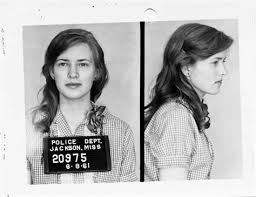 POLICE DEPT.
JACKSON, MISS
20975
6-8-61